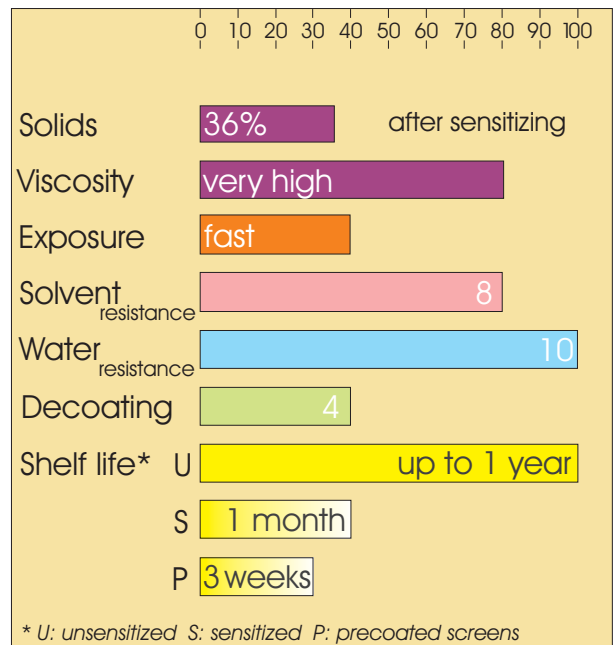 0 10 20 30 40 50 60 70 80 90 100
Solids 36% after sensitizing
Viscosity very high
Exposure fast
Solvent resistance 8
Water resistance 10
Decoating 4
Shelf life* U up to 1 year
S 1 month
P 3 weeks
* U: unsensitized S: sensitized P: precoated screens